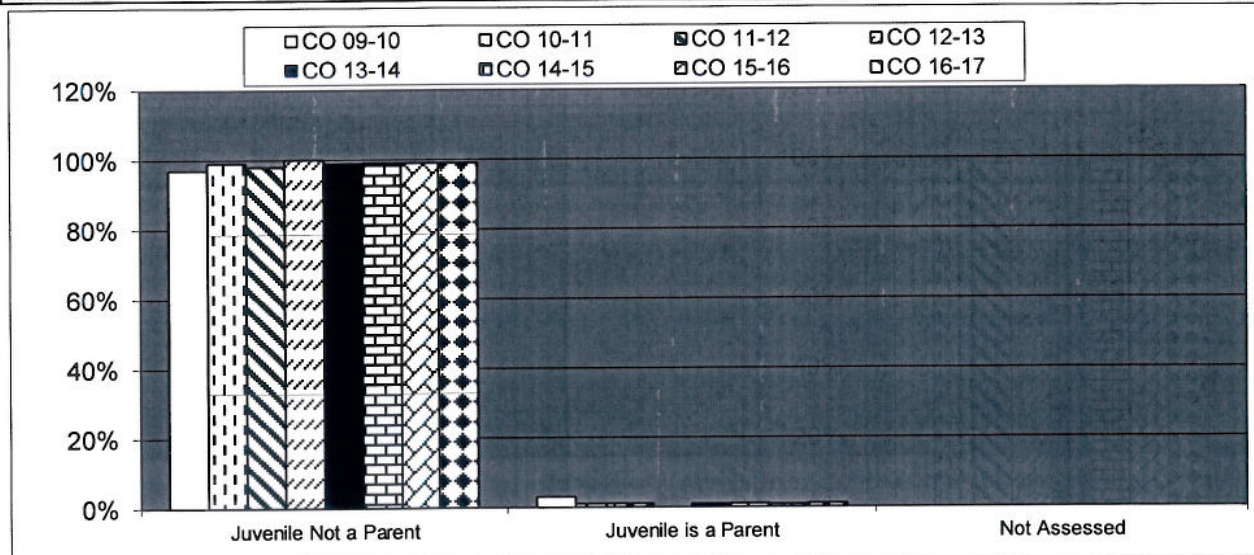 CO 09-10 CO 10-11 CO 11-12 CO 12-13
CO 13-14 CO 14-15 CO 15-16 CO 16-17
120%
100%
80%
60%
40%
20%
0%
Juvenile Not a Parent Juvenile is a Parent Not Assessed